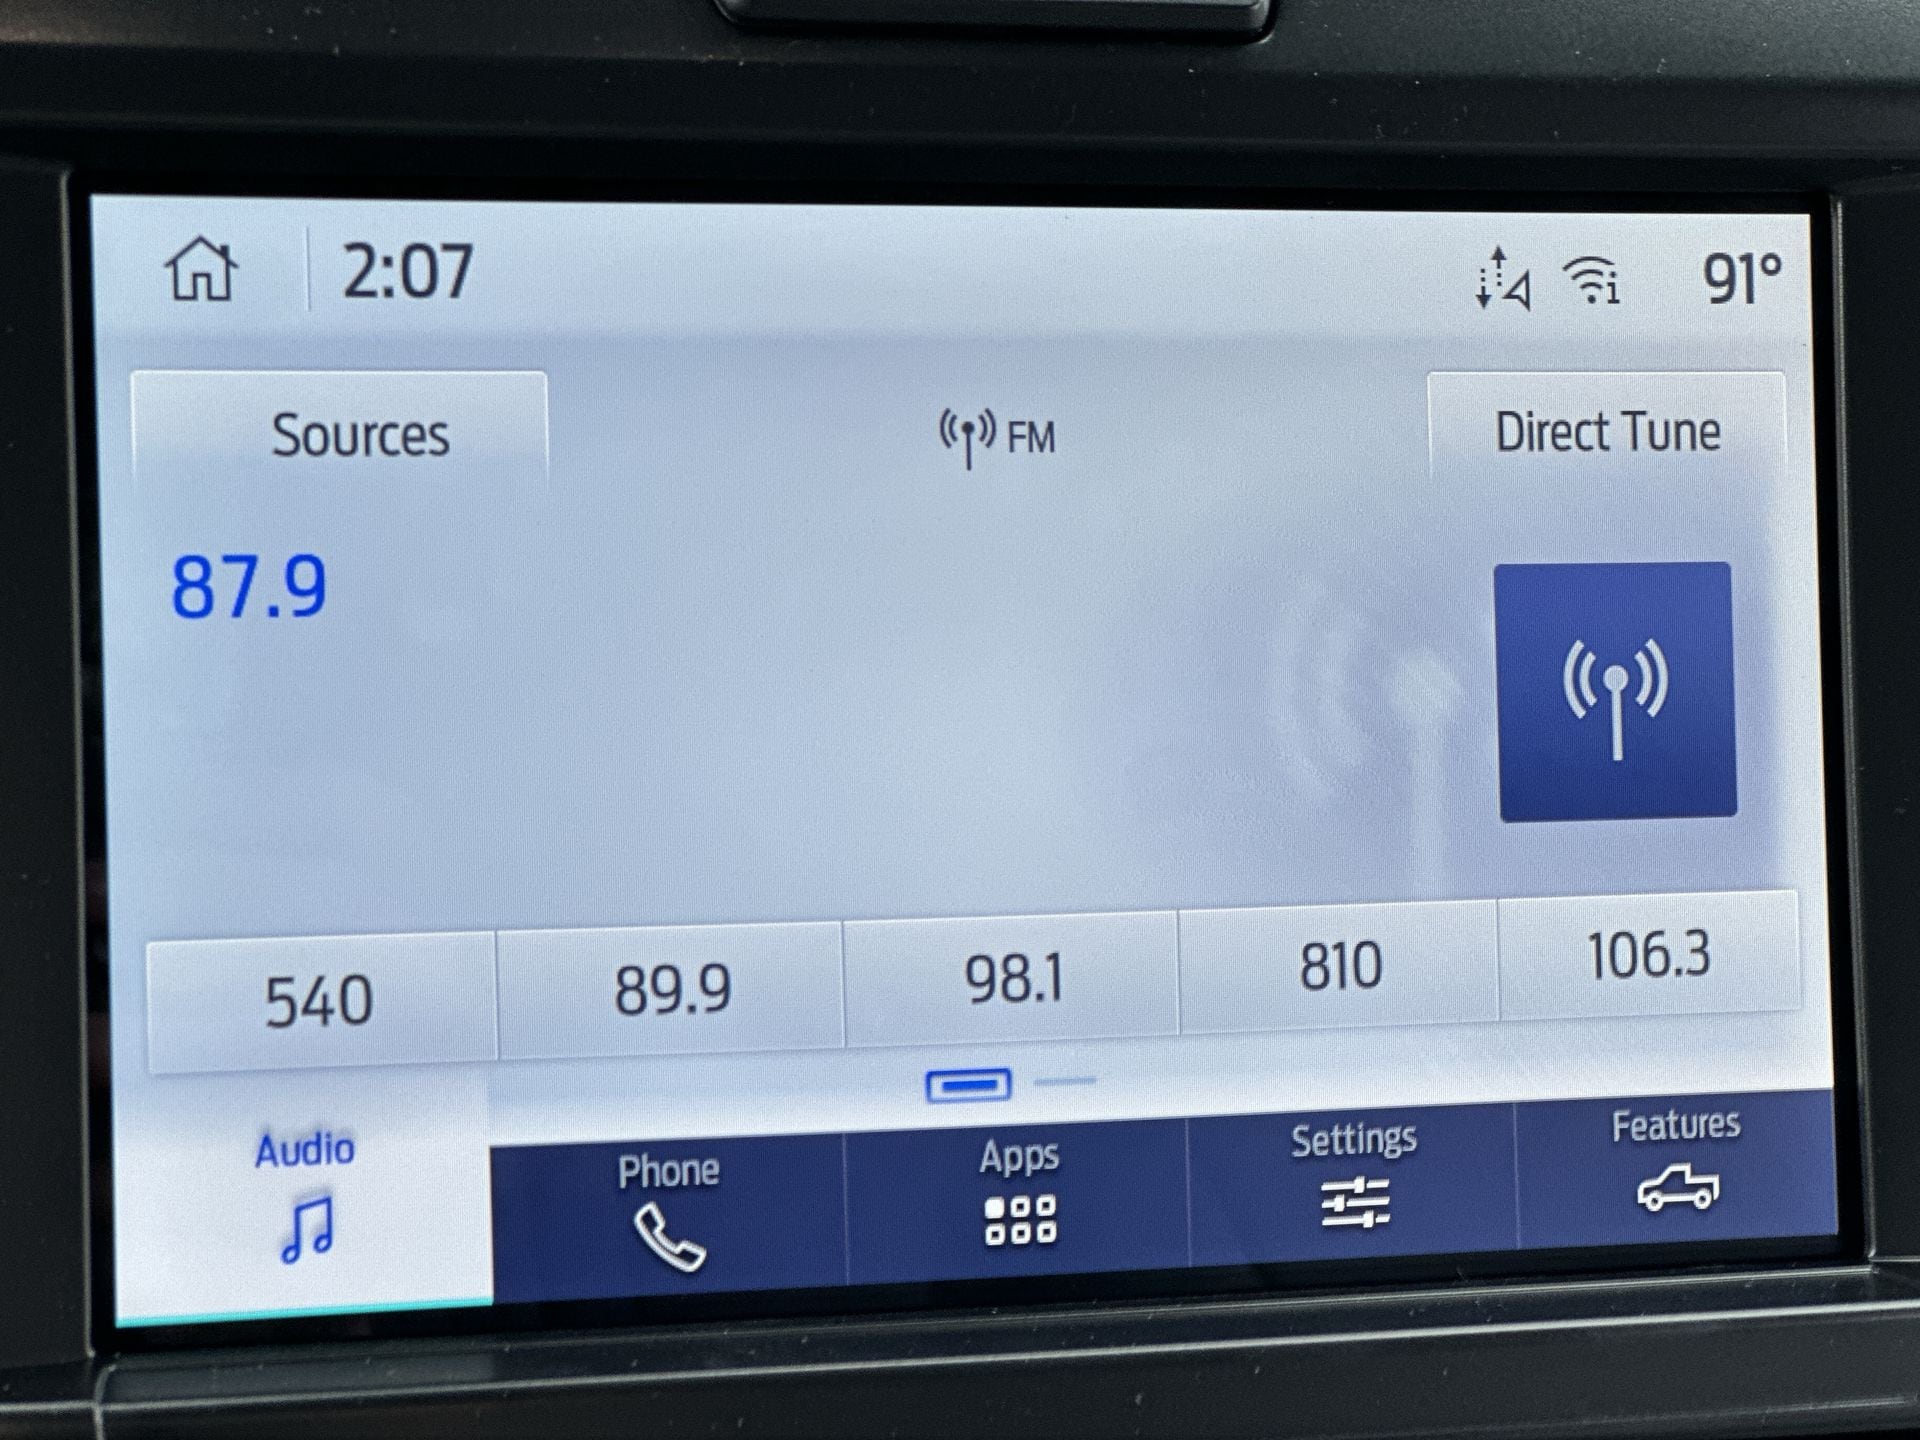 2:07
91°
Sources
FM
Direct Tune
87.9
540
89.9
98.1
810
106.3
Audio
Phone
Apps
Settings
Features